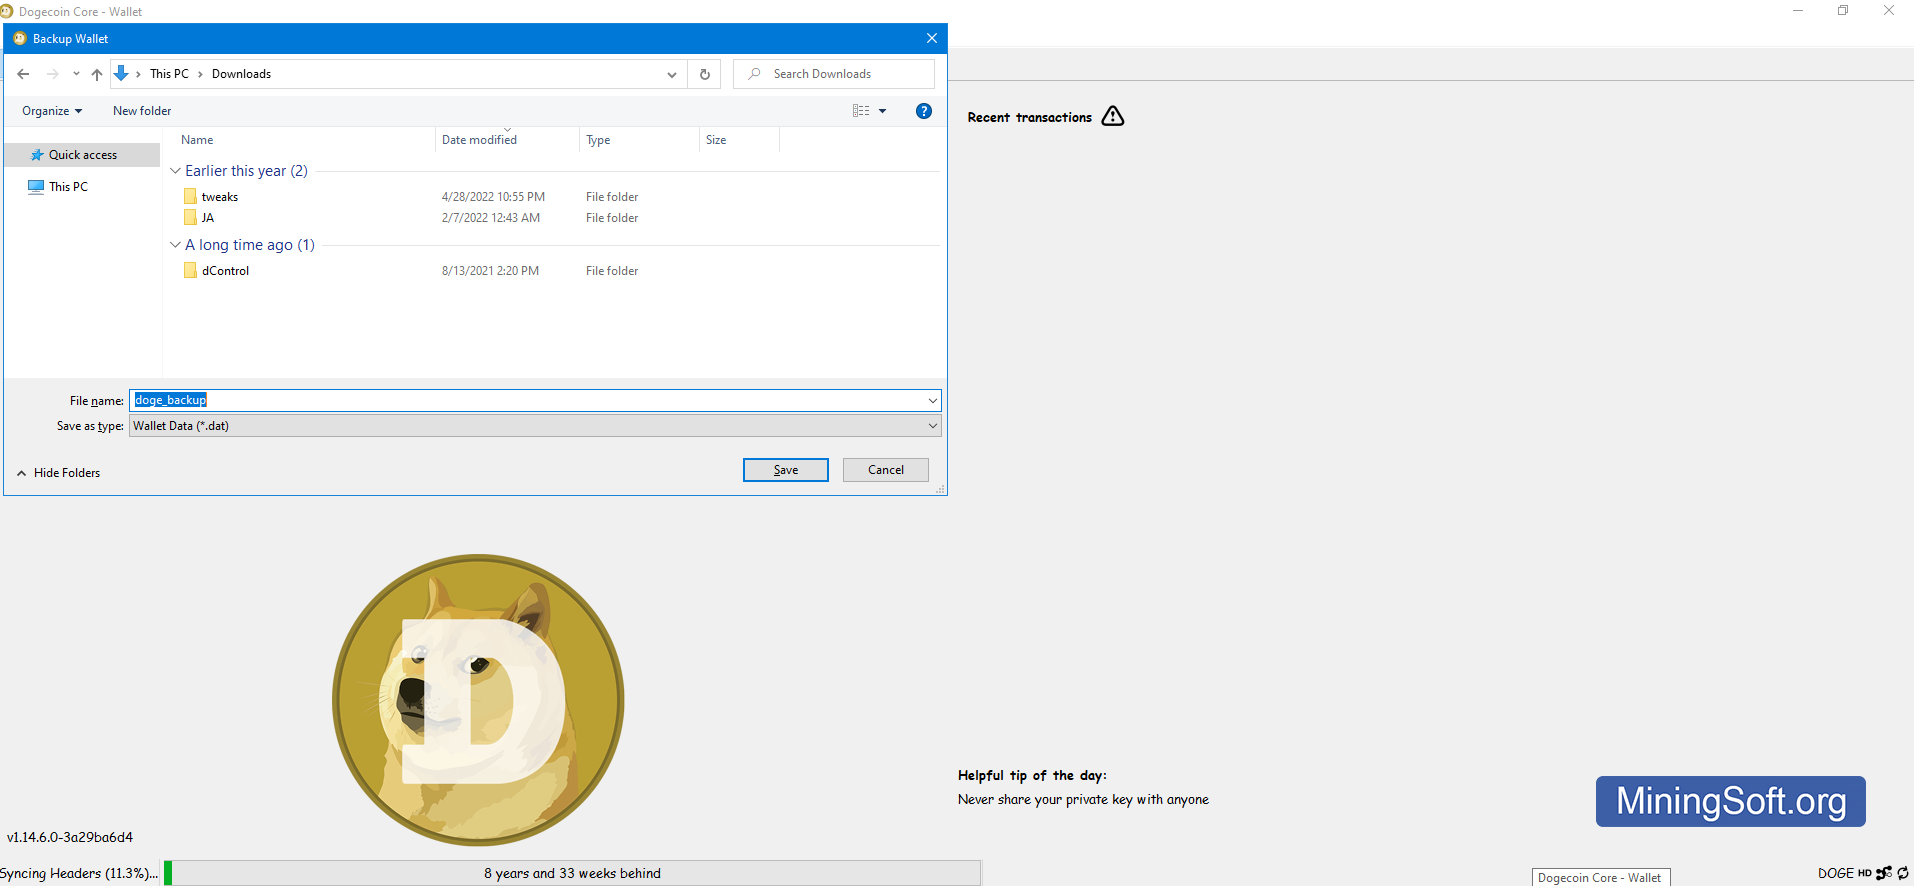 Dogecoin Core - Wallet
Backup Wallet
This PC > Downloads
Search Downloads
Organize
New folder
?
Name Date modified Type Size
Quick access
This PC
Earlier this year (2)
tweaks 4/28/2022 10:55 PM File folder
JA 2/7/2022 12:43 AM File folder
A long time ago (1)
dControl 8/13/2021 2:20 PM File folder
File name: doge_backup
Save as type: Wallet Data (*.dat)
Hide Folders
Save
Cancel
Recent transactions
D
Helpful tip of the day:
Never share your private key with anyone
MiningSoft.org
v1.14.6.0-3a29ba6d4
Syncing Headers (11.3%)...
8 years and 33 weeks behind
Dogecoin Core - Wallet
DOGE HD